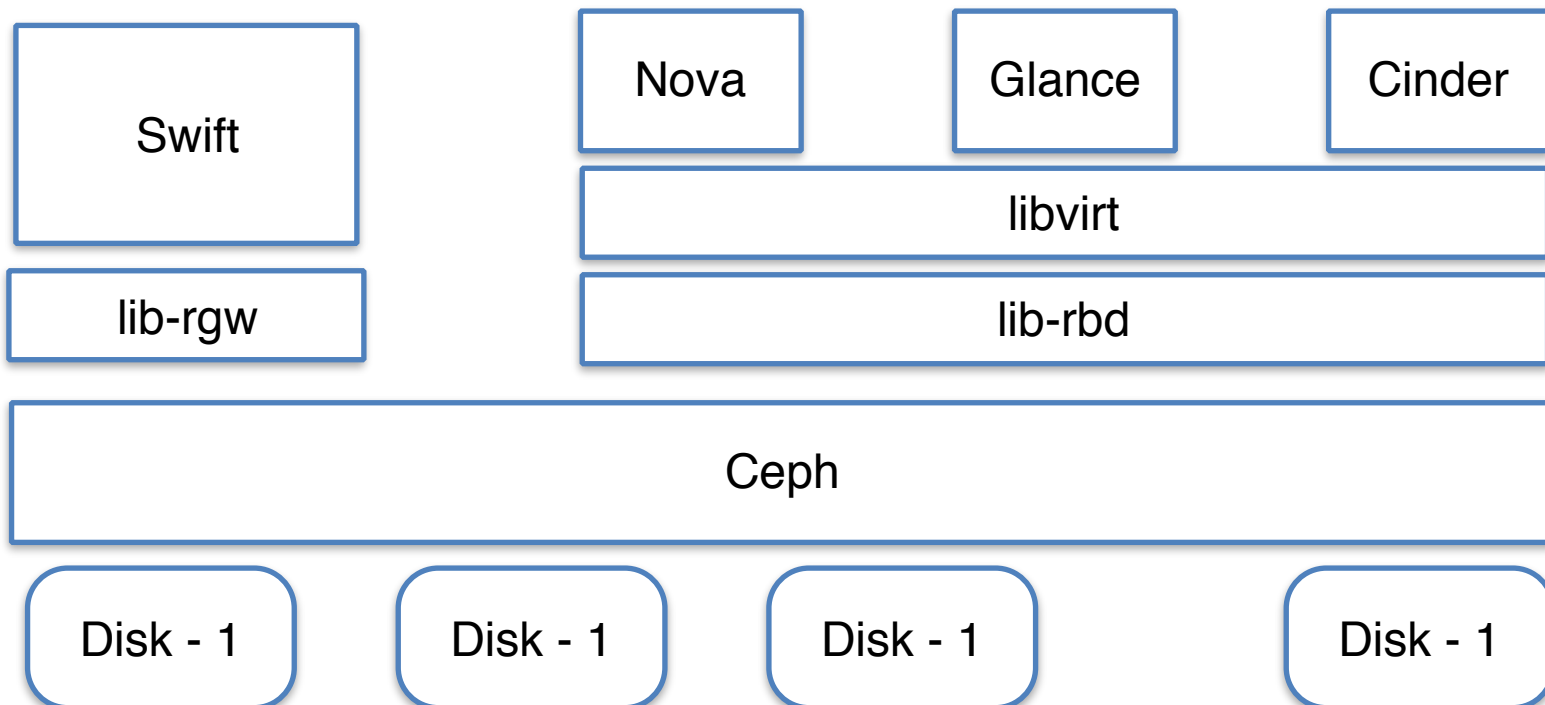 Swift
Nova
Glance
Cinder
libvirt
lib-rgw
lib-rbd
Ceph
Disk - 1
Disk - 1
Disk - 1
Disk - 1